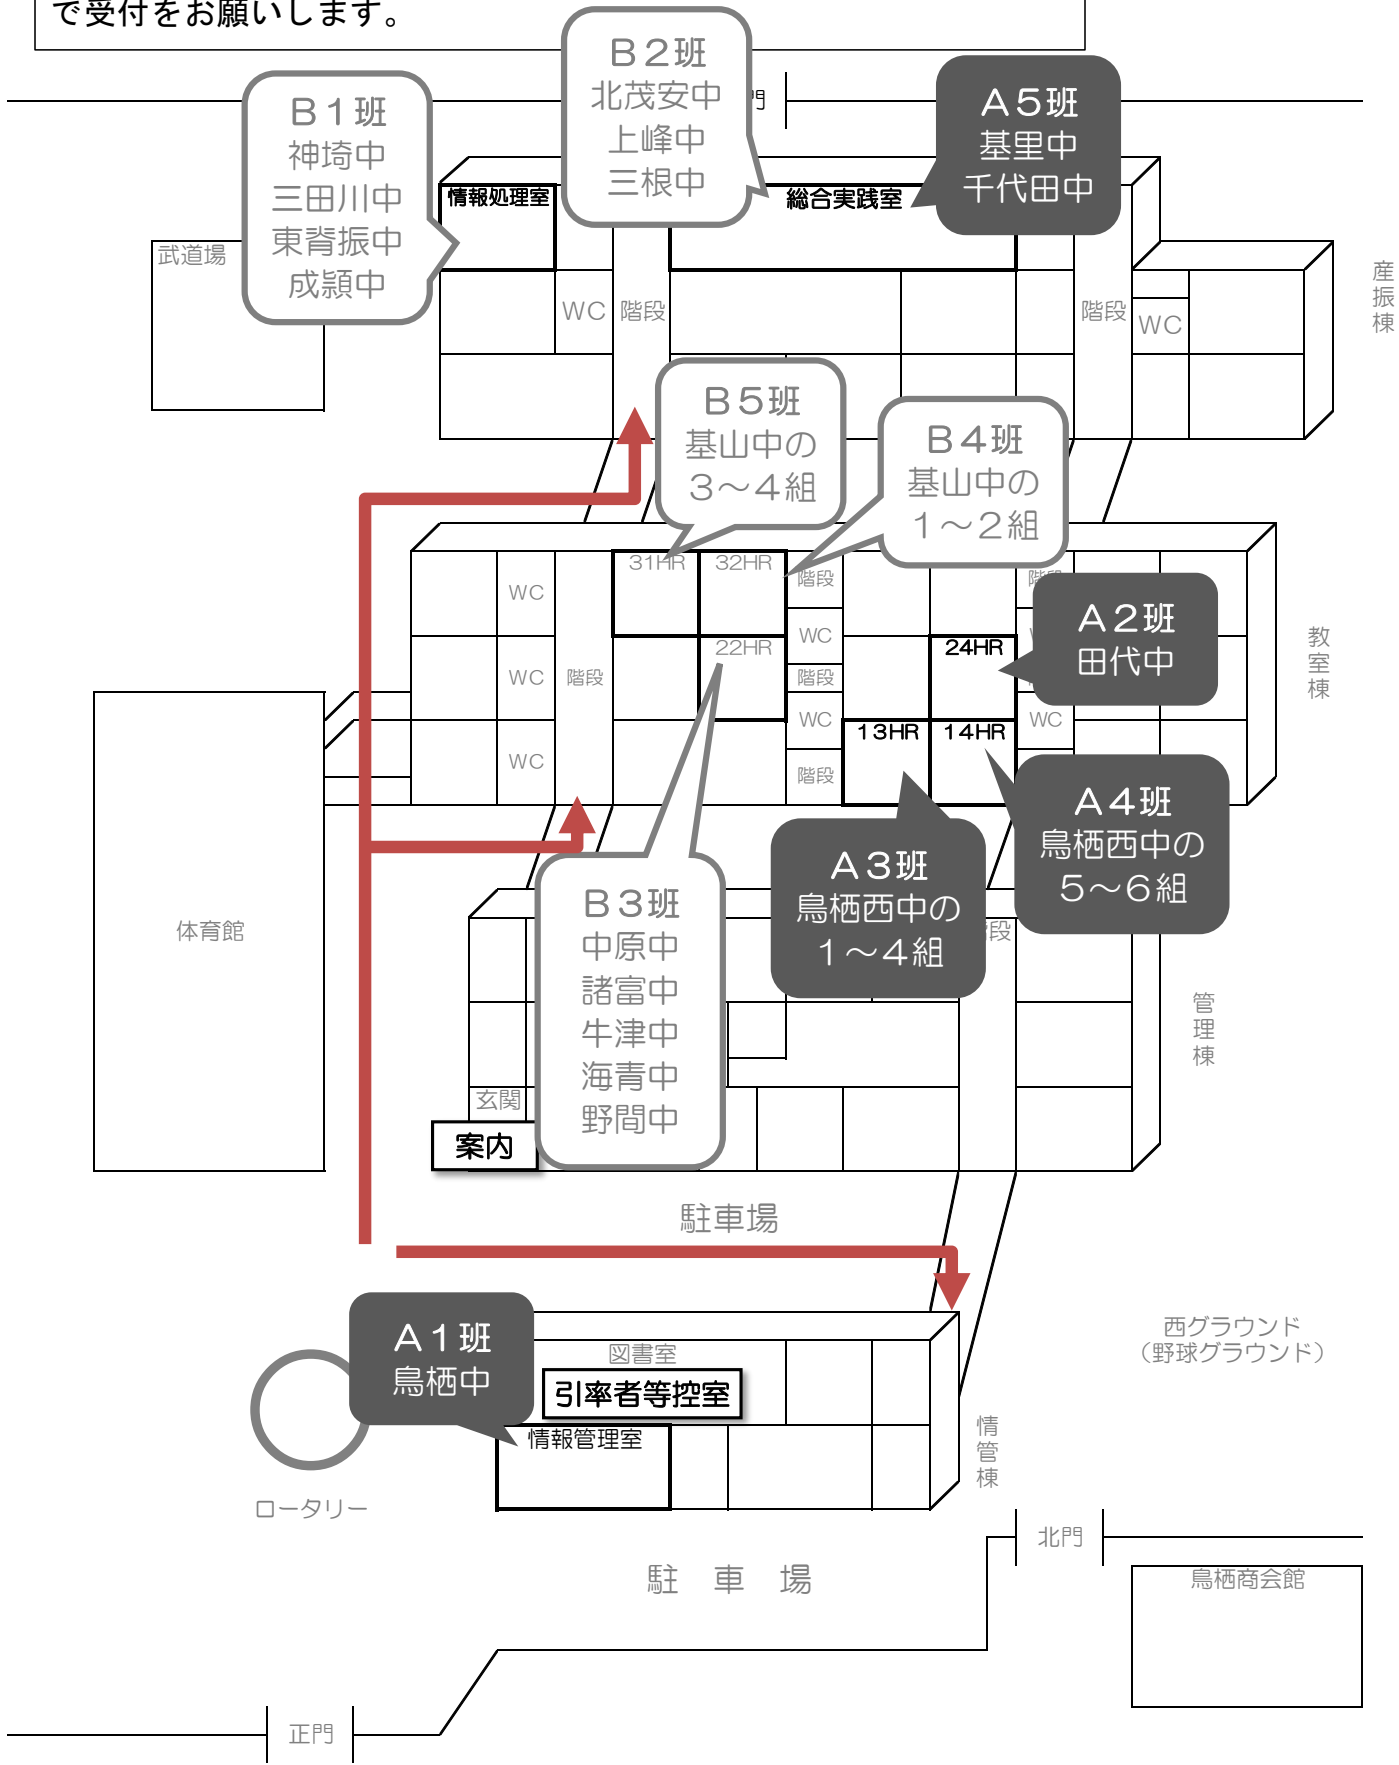 で受付をお願いします。
B2班
北茂安中
上峰中
三根中
門
A5班
基里中
千代田中
B1班
神埼中
三田川中
東脊振中
成頴中
情報処理室
総合実践室
武道場
産振棟
WC
階段
階段
WC
B5班
基山中の
3～4組
B4班
基山中の
1～2組
31HR
32HR
階段
WC
A2班
田代中
WC
22HR
24HR
教室棟
WC
階段
階段
WC
WC
13HR
14HR
WC
階段
A4班
鳥栖西中の
5～6組
A3班
鳥栖西中の
1～4組
B3班
中原中
諸富中
牛津中
海青中
野間中
体育館
段
管理棟
玄関
案内
駐車場
A1班
鳥栖中
図書室
引率者等控室
情報管理室
西グラウンド
（野球グラウンド）
情管棟
ロータリー
北門
駐 車 場
鳥栖商会館
正門